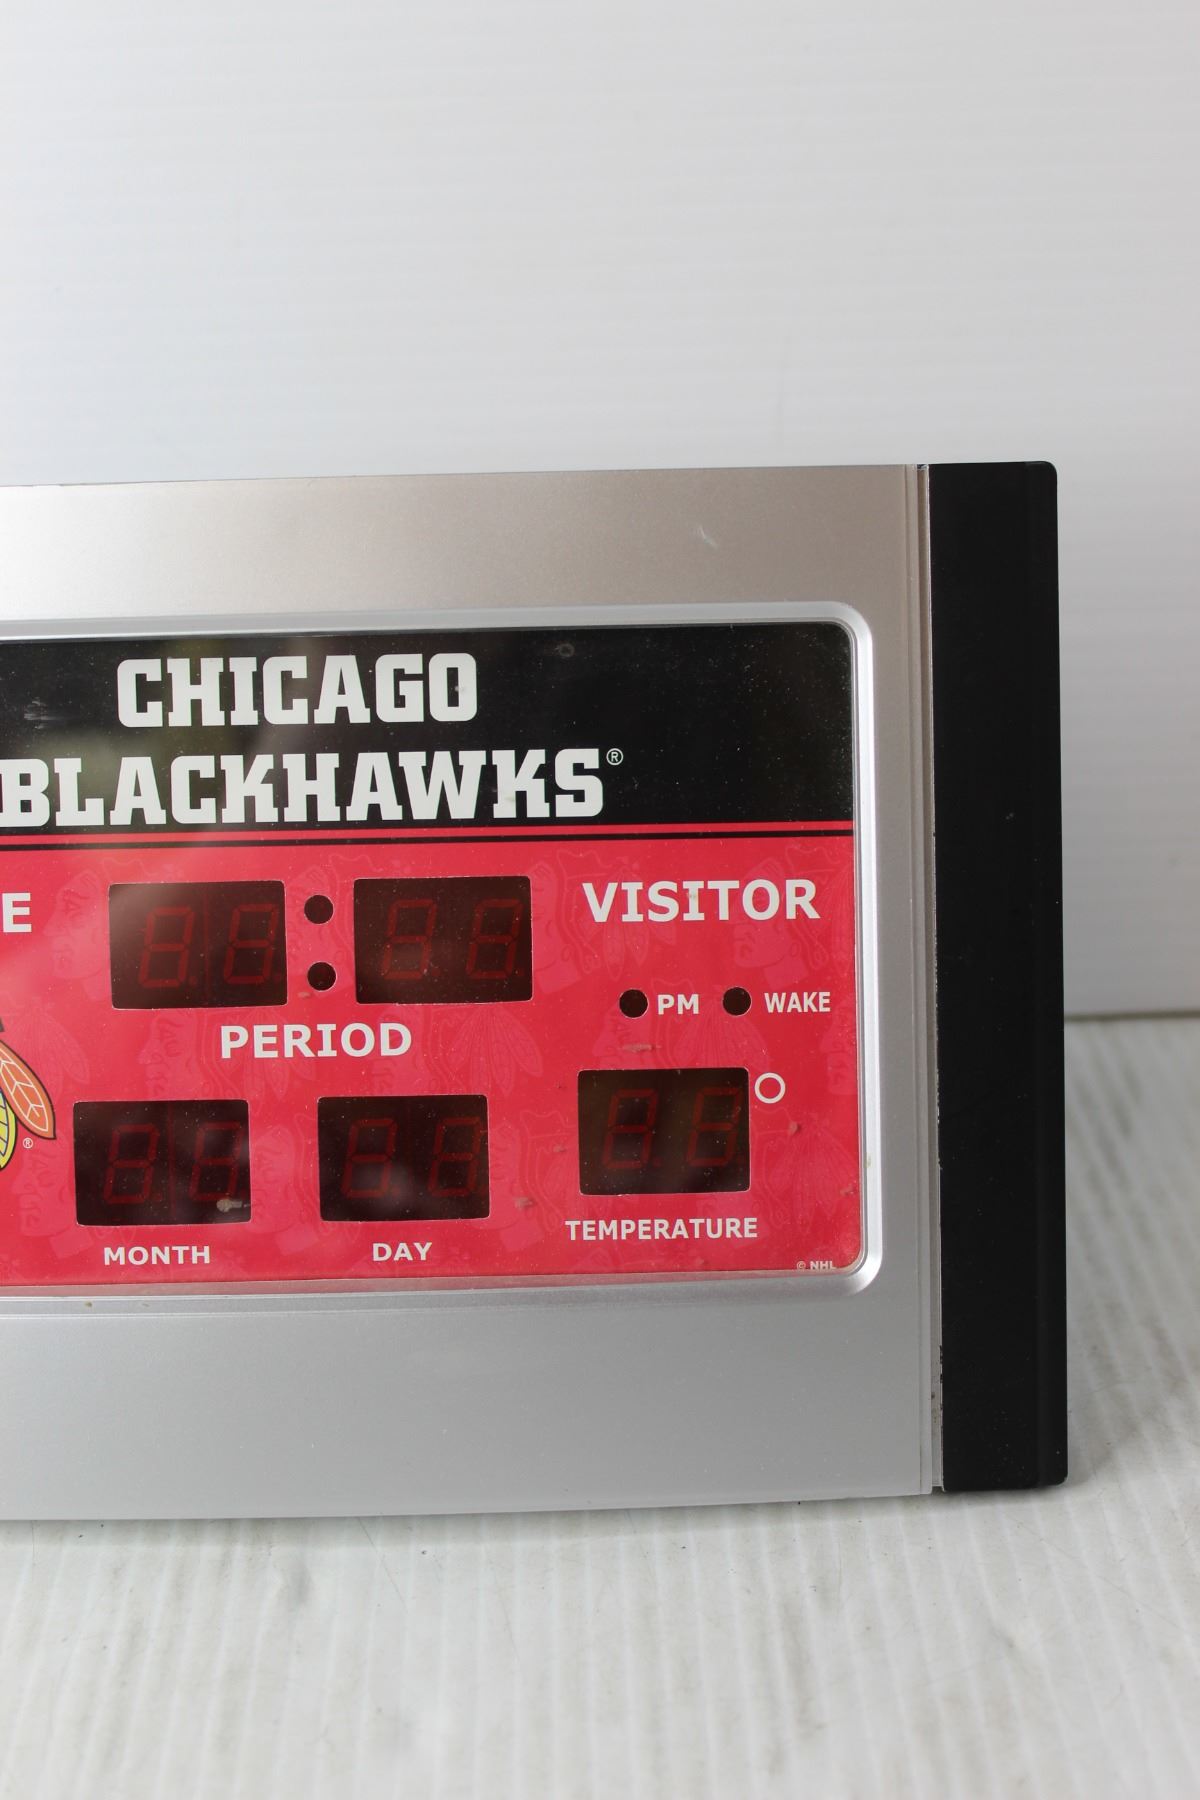 CHICAGO
BLACKHAWKS®
E
VISITOR
PM WAKE
PERIOD
®
MONTH
DAY
TEMPERATURE
© NHL